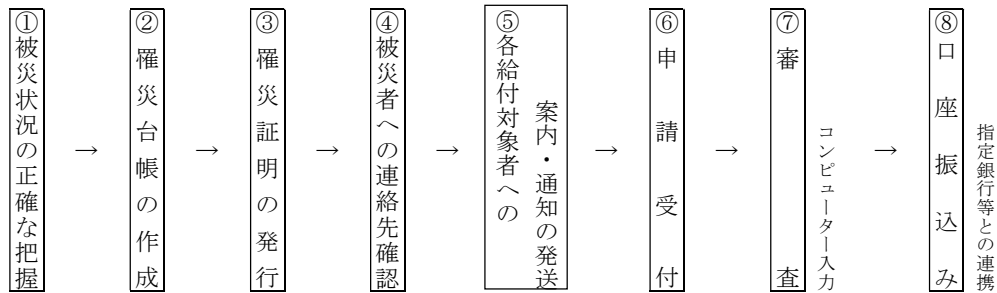 ①被災状況の正確な把握
→
②罹災台帳の作成
→
③罹災証明の発行
→
④被災者への連絡先確認
→
⑤各給付対象者への
案内・通知の発送
→
⑥申請受付
→
⑦審査
コンピューター入力
→
⑧口座振込み
指定銀行等との連携